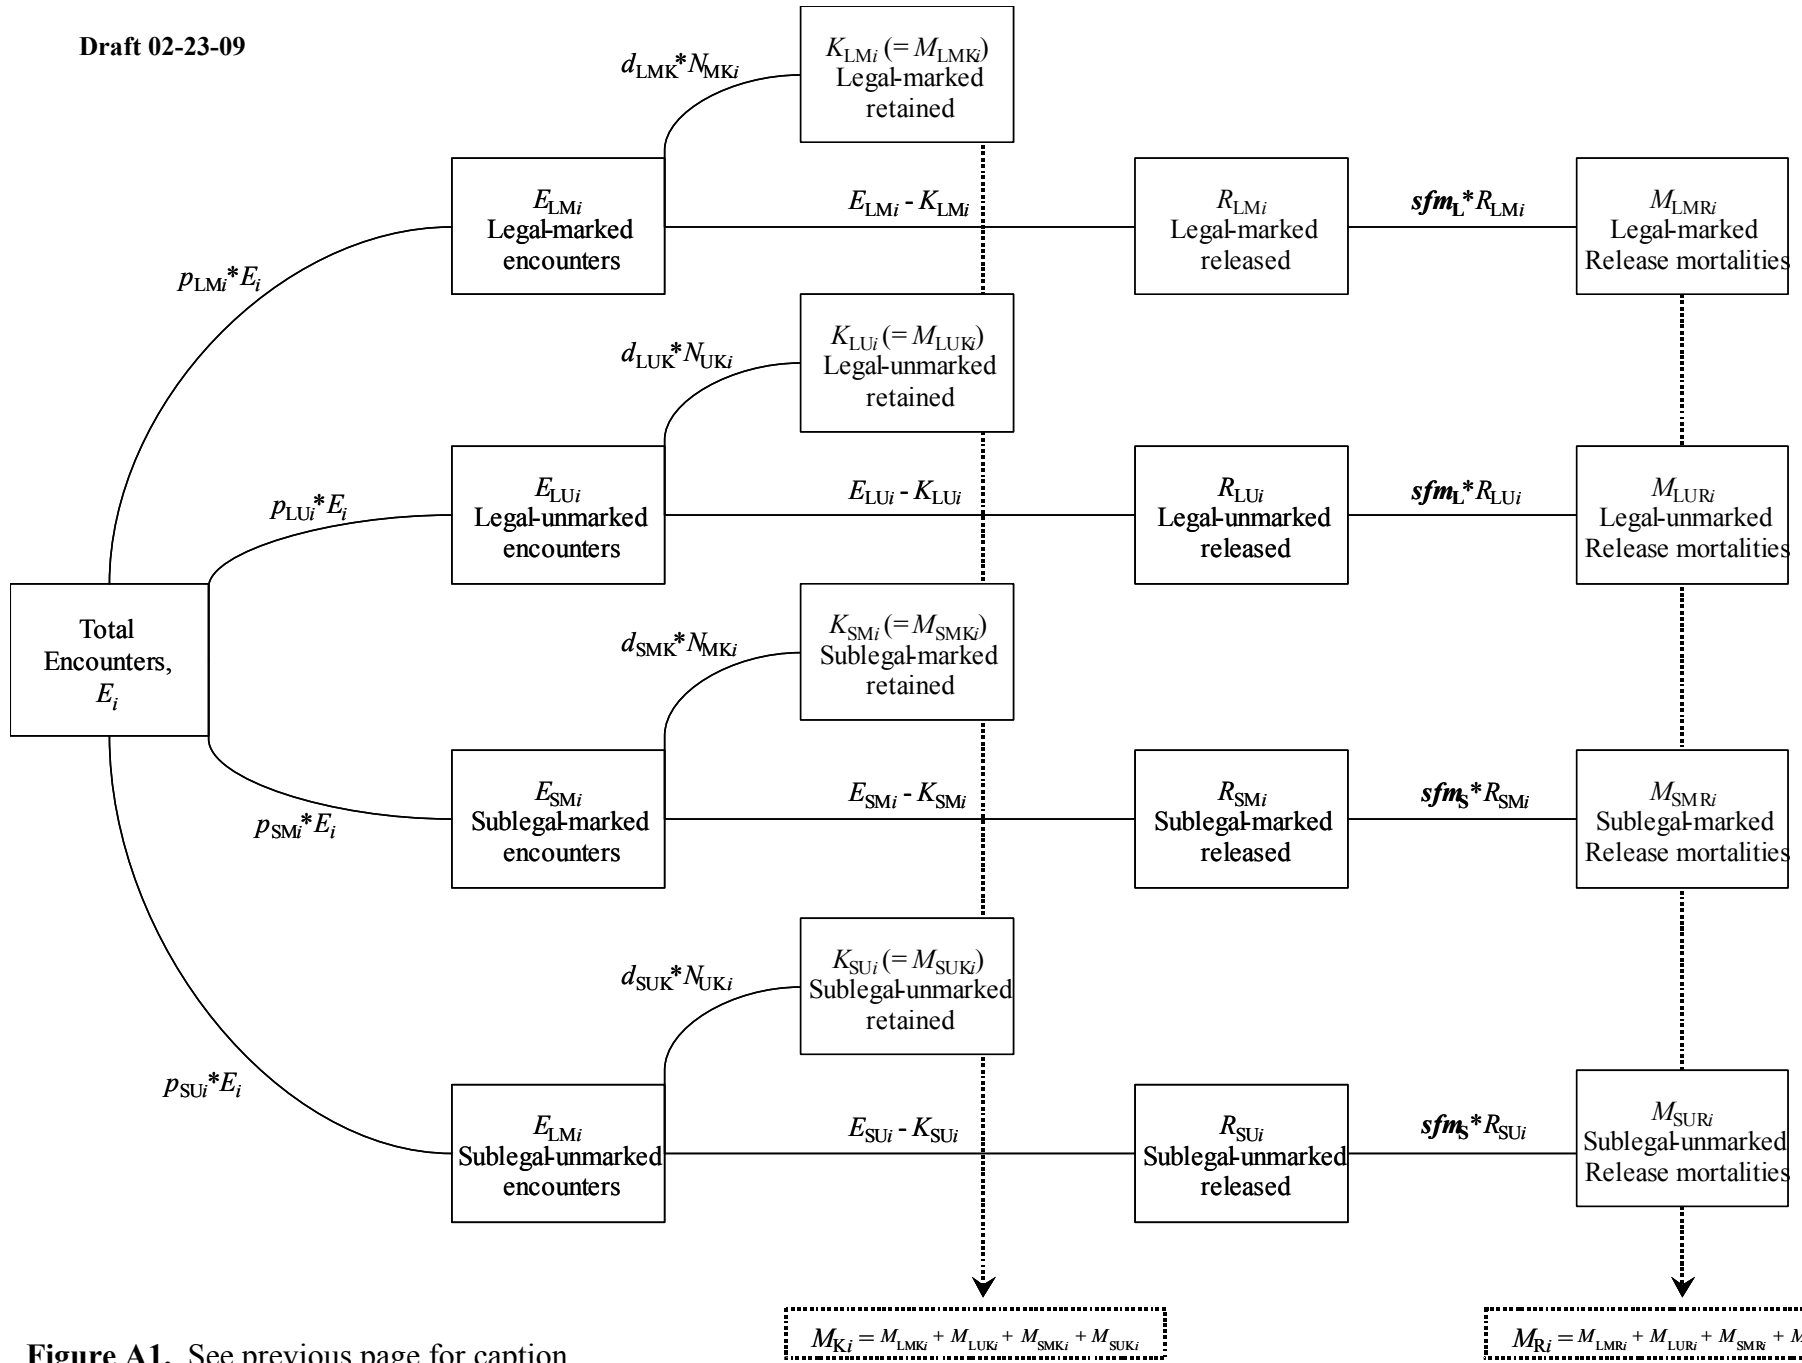 Draft 02-23-09
d_LMK*N_MKi
K_LMi (= M_LMKi)
Legal-marked
retained
p_LMi*E_i
E_LMi
Legal-marked
encounters
E_LMi - K_LMi
R_LMi
Legal-marked
released
sfm_L*R_LMi
M_LMRi
Legal-marked
Release mortalities
d_LUK*N_UKi
K_LUi (= M_LUKi)
Legal-unmarked
retained
p_LUi*E_i
E_LUi
Legal-unmarked
encounters
E_LUi - K_LUi
R_LUi
Legal-unmarked
released
sfm_L*R_LUi
M_LURi
Legal-unmarked
Release mortalities
Total
Encounters,
E_i
d_SMK*N_MKi
K_SMi (= M_SMKi)
Sublegal-marked
retained
p_SMi*E_i
E_SMi
Sublegal-marked
encounters
E_SMi - K_SMi
R_SMi
Sublegal-marked
released
sfm_S*R_SMi
M_SMRi
Sublegal-marked
Release mortalities
d_SUK*N_UKi
K_SUi (= M_SUKi)
Sublegal-unmarked
retained
p_SUi*E_i
E_LMi
Sublegal-unmarked
encounters
E_SUi - K_SUi
R_SUi
Sublegal-unmarked
released
sfm_S*R_SUi
M_SURi
Sublegal-unmarked
Release mortalities
M_Ki = M_LMKi + M_LUKi + M_SMKi + M_SUKi
M_Ri = M_LMRi + M_LURi + M_SMRi + M
Figure A1. See previous page for caption